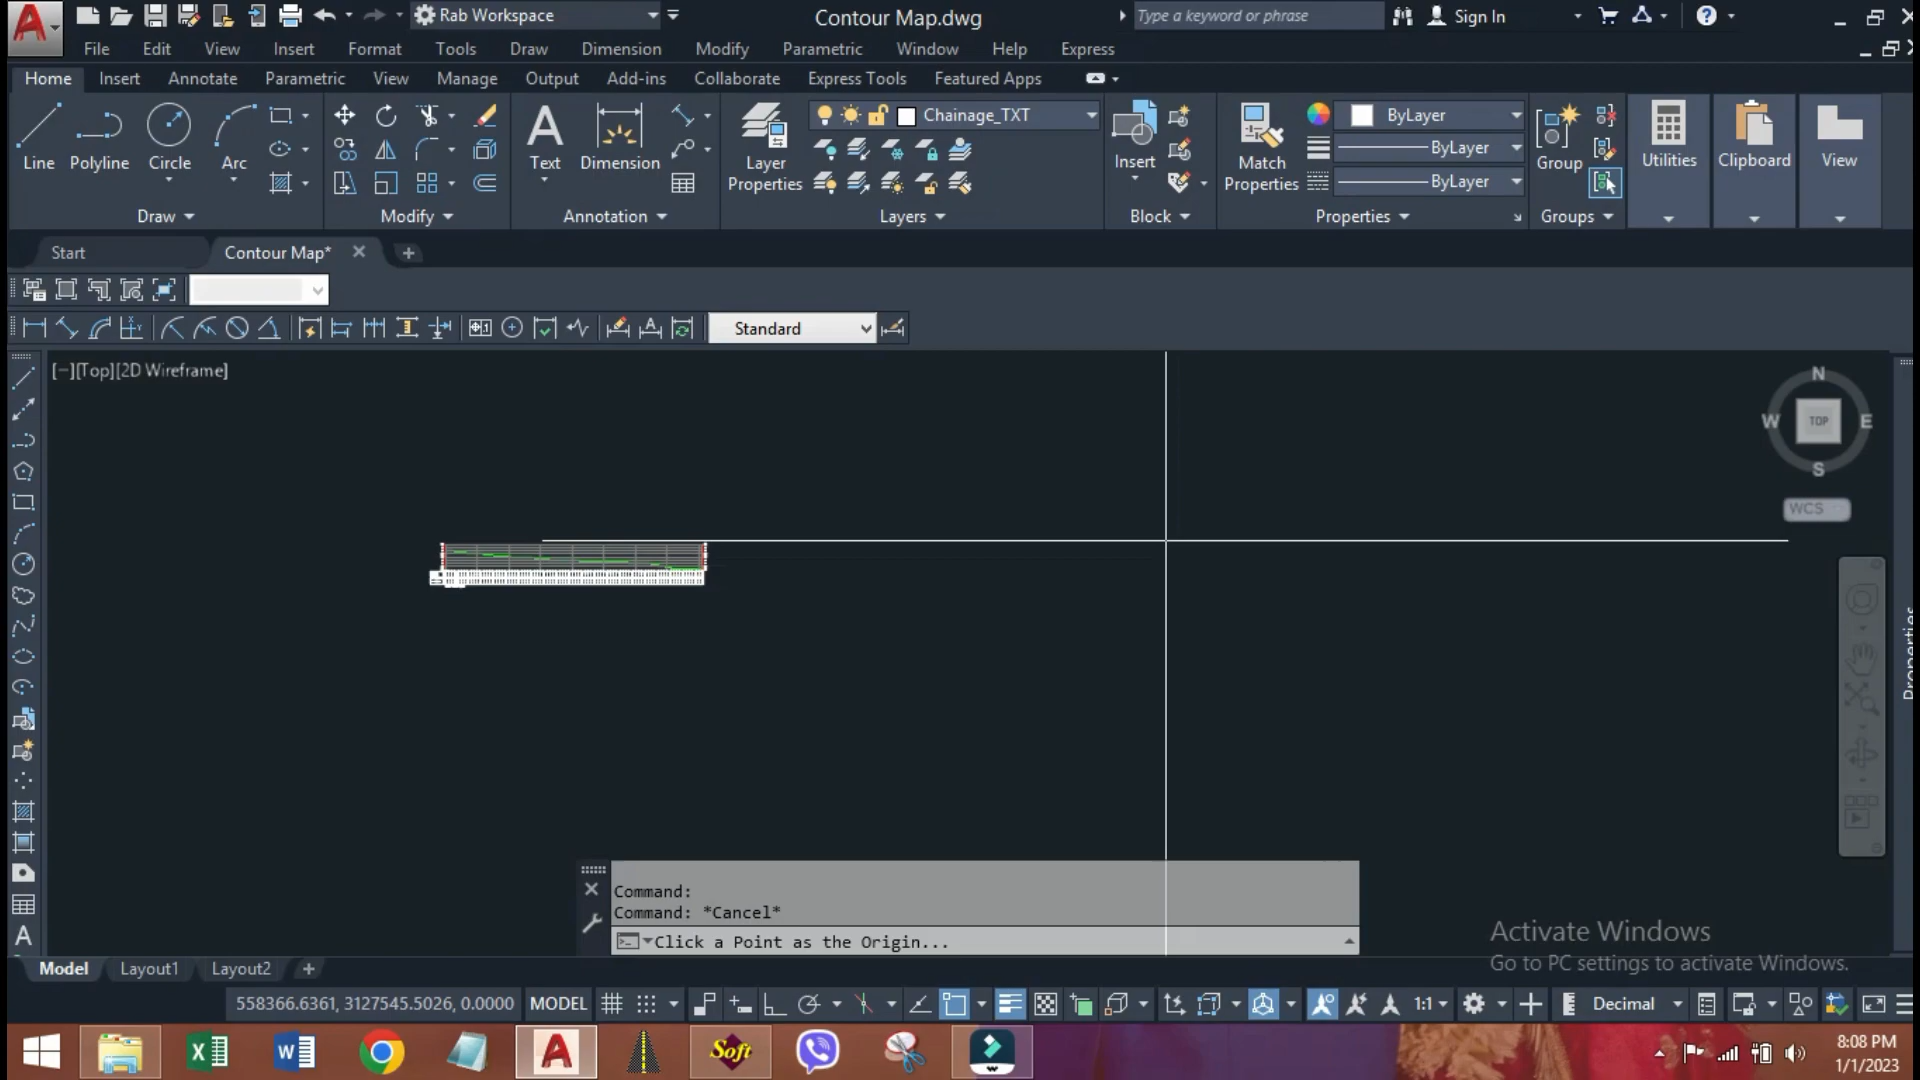 Rab Workspace
Contour Map.dwg
Type a keyword or phrase
Sign In
File Edit View Insert Format Tools Draw Dimension Modify Parametric Window Help Express
Home Insert Annotate Parametric View Manage Output Add-ins Collaborate Express Tools Featured Apps
Line Polyline Circle Arc
Draw
Modify
Text Dimension
Annotation
Layer Properties
Chainage_TXT
Layers
Insert
Block
Match Properties
ByLayer
ByLayer
ByLayer
Properties
Group
Groups
Utilities
Clipboard
View
Start
Contour Map*
Standard
[−][Top][2D Wireframe]
N
W TOP E
S
WCS
Properties
Command:
Command: *Cancel*
Click a Point as the Origin...
Activate Windows
Go to PC settings to activate Windows.
Model Layout1 Layout2
558366.6361, 3127545.5026, 0.0000
MODEL
1:1
Decimal
Soft
8:08 PM
1/1/2023